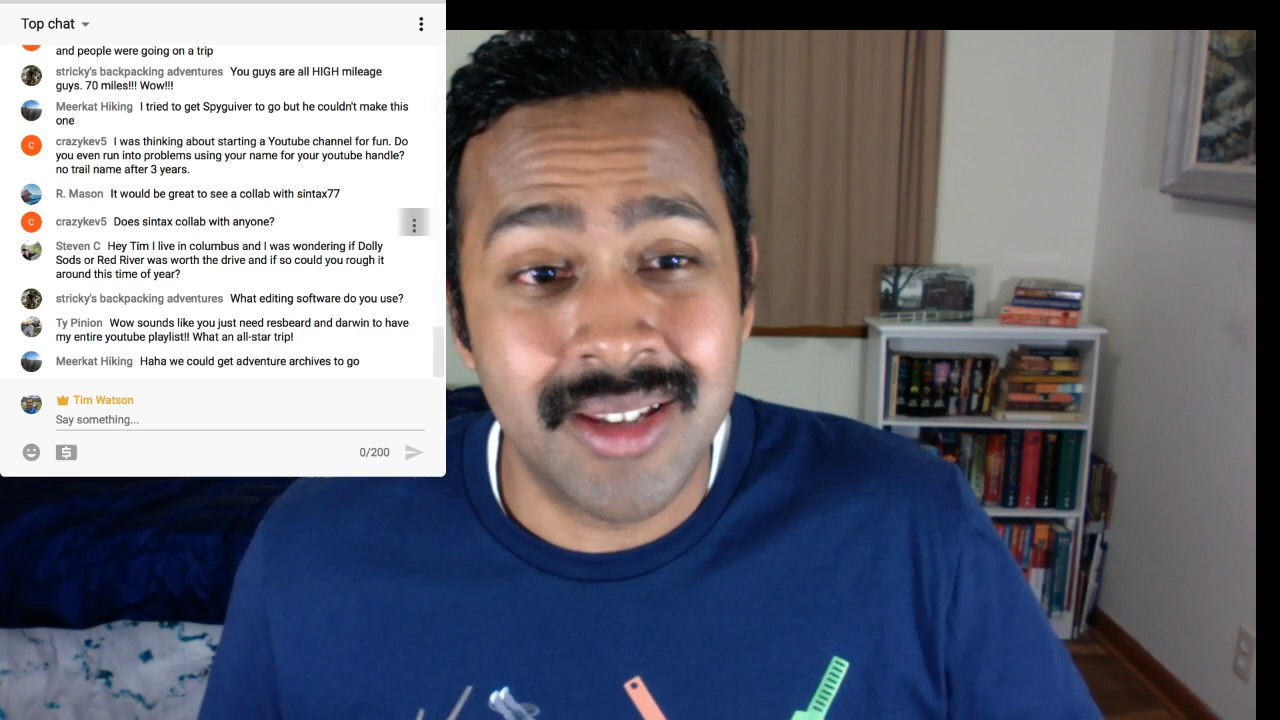 Top chat
and people were going on a trip
stricky's backpacking adventures You guys are all HIGH mileage
guys. 70 miles!!! Wow!!!
Meerkat Hiking I tried to get Spyguiver to go but he couldn't make this
one
C crazykev5 I was thinking about starting a Youtube channel for fun. Do
you even run into problems using your name for your youtube handle?
no trail name after 3 years.
R. Mason It would be great to see a collab with sintax77
C crazykev5 Does sintax collab with anyone?
Steven C Hey Tim I live in columbus and I was wondering if Dolly
Sods or Red River was worth the drive and if so could you rough it
around this time of year?
stricky's backpacking adventures What editing software do you use?
Ty Pinion Wow sounds like you just need resbeard and darwin to have
my entire youtube playlist!! What an all-star trip!
Meerkat Hiking Haha we could get adventure archives to go
Tim Watson
Say something...
$ 0/200